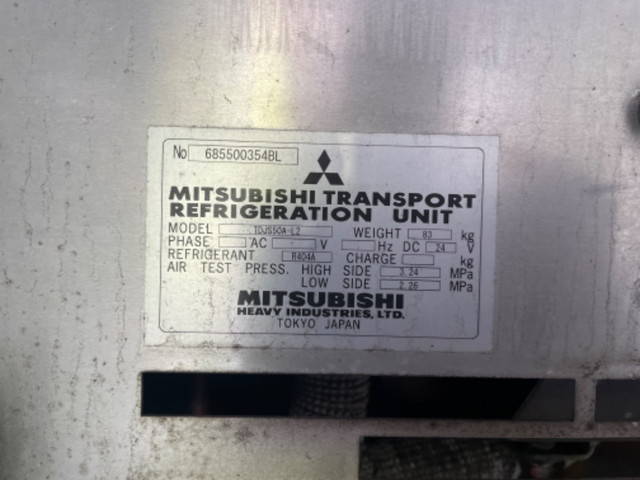 No 685500354BL
MITSUBISHI TRANSPORT
REFRIGERATION UNIT
MODEL TDJS50A-L2 WEIGHT 83 kg
PHASE AC V Hz DC 24 V
REFRIGERANT R404A CHARGE kg
AIR TEST PRESS. HIGH SIDE 3.24 MPa
LOW SIDE 2.26 MPa
MITSUBISHI
HEAVY INDUSTRIES, LTD.
TOKYO JAPAN